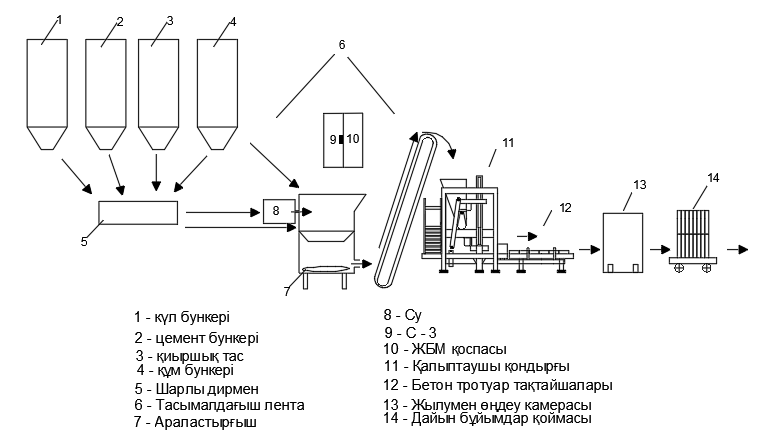 1 2 3 4
6
9 10
11
8
12
13
14
5
7
1 - күл бункері
2 - цемент бункері
3 - қиыршық тас
4 - құм бункері
5 - Шарлы дирмен
6 - Тасымалдағыш лента
7 - Араластырғыш
8 - Су
9 - С - 3
10 - ЖБМ қоспасы
11 - Қалыптаушы қондырғы
12 - Бетон тротуар тақтайшалары
13 - Жылумен өңдеу камерасы
14 - Дайын бұйымдар қоймасы